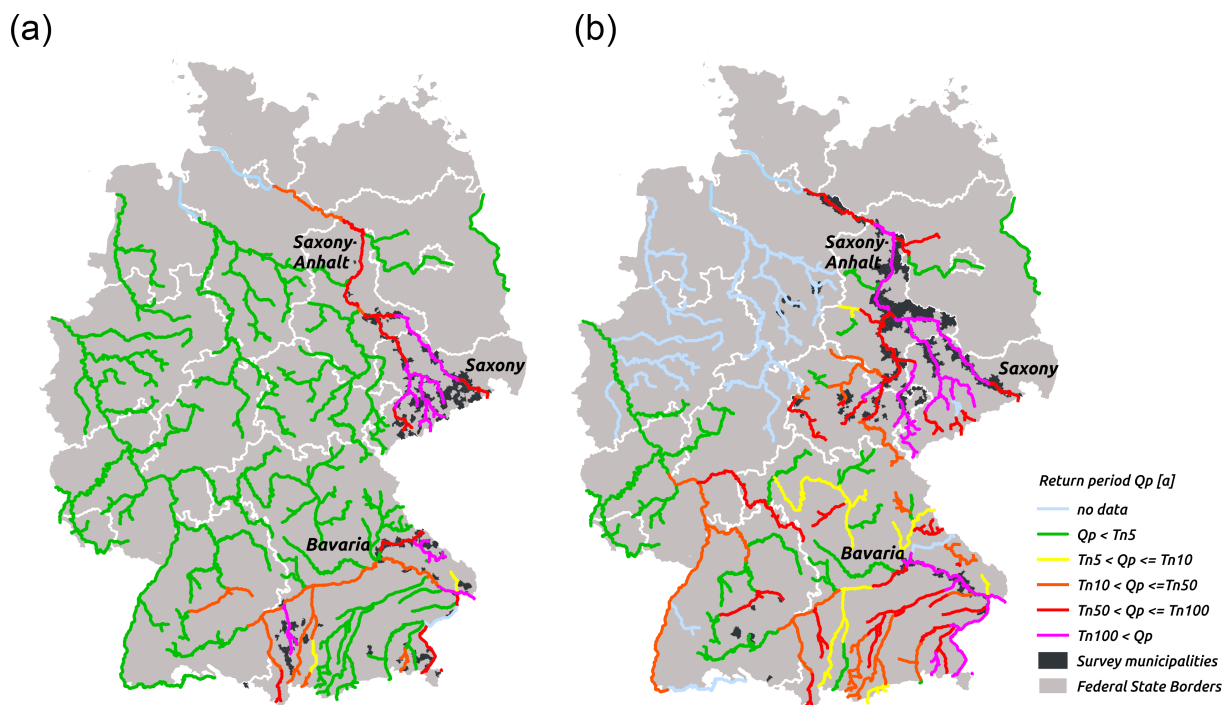 (a)
(b)
Saxony-
Anhalt
Saxony
Bavaria
Saxony-
Anhalt
Saxony
Bavaria
Return period Qp [a]
no data
Qp < Tn5
Tn5 < Qp <= Tn10
Tn10 < Qp <=Tn50
Tn50 < Qp <= Tn100
Tn100 < Qp
Survey municipalities
Federal State Borders